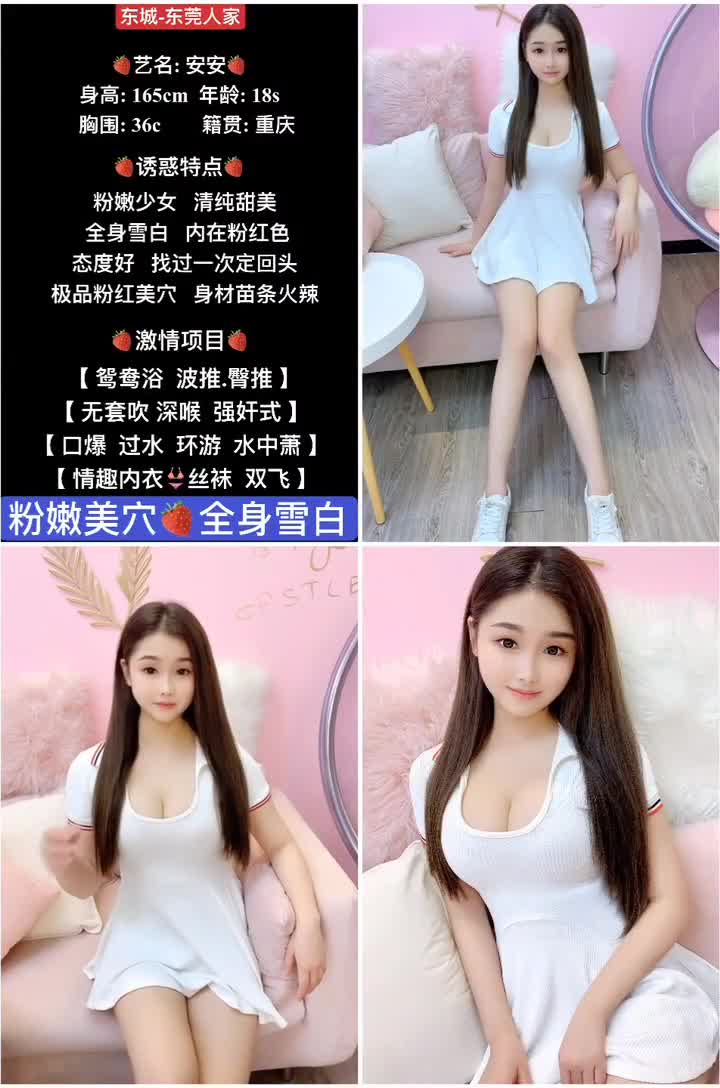 东城-东莞人家
🍓艺名: 安安🍓
身高: 165cm 年龄: 18s
胸围: 36c 籍贯: 重庆
🍓诱惑特点🍓
粉嫩少女 清纯甜美
全身雪白 内在粉红色
态度好 找过一次定回头
极品粉红美穴 身材苗条火辣
🍓激情项目🍓
【 鸳鸯浴 波推.臀推 】
【 无套吹 深喉 强奸式 】
【 口爆 过水 环游 水中萧 】
【 情趣内衣👙丝袜 双飞 】
粉嫩美穴🍓全身雪白